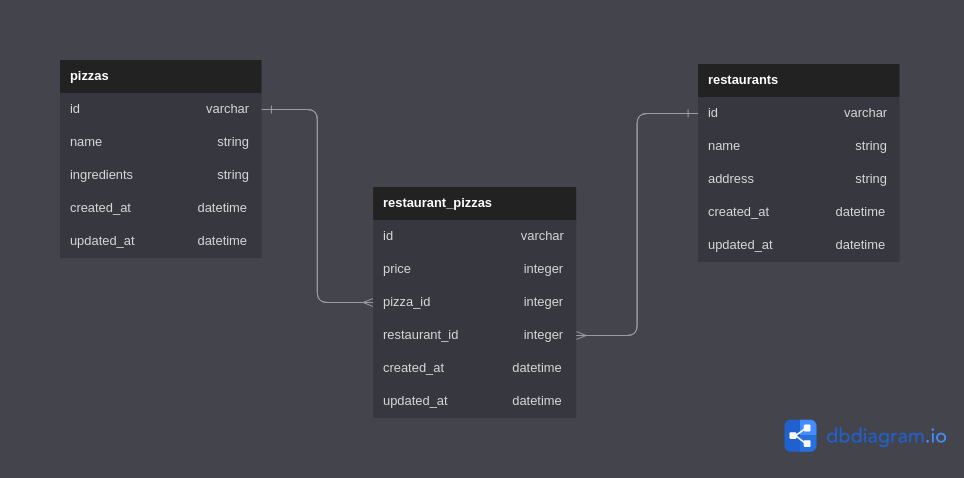 pizzas
id varchar
name string
ingredients string
created_at datetime
updated_at datetime
restaurant_pizzas
id varchar
price integer
pizza_id integer
restaurant_id integer
created_at datetime
updated_at datetime
restaurants
id varchar
name string
address string
created_at datetime
updated_at datetime
dbdiagram.io